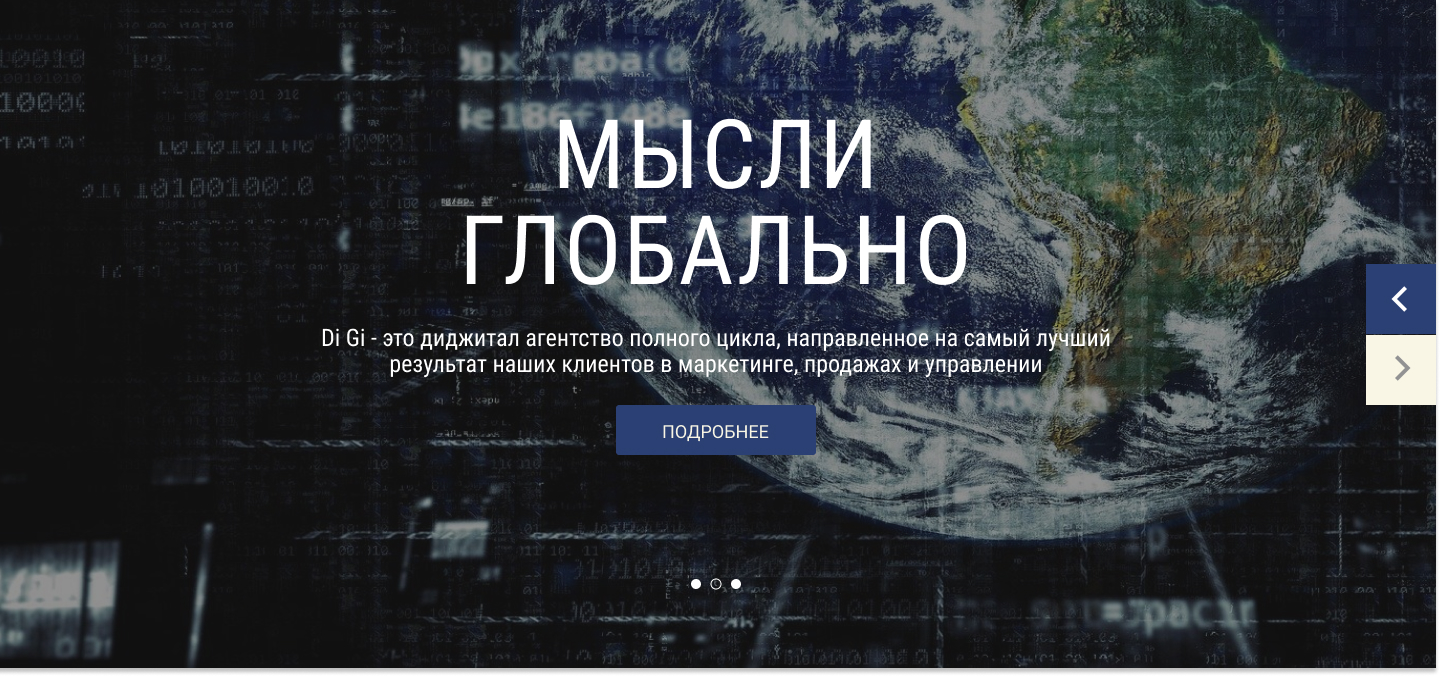 МЫСЛИ
ГЛОБАЛЬНО
Di Gi - это диджитал агентство полного цикла, направленное на самый лучший
результат наших клиентов в маркетинге, продажах и управлении
ПОДРОБНЕЕ